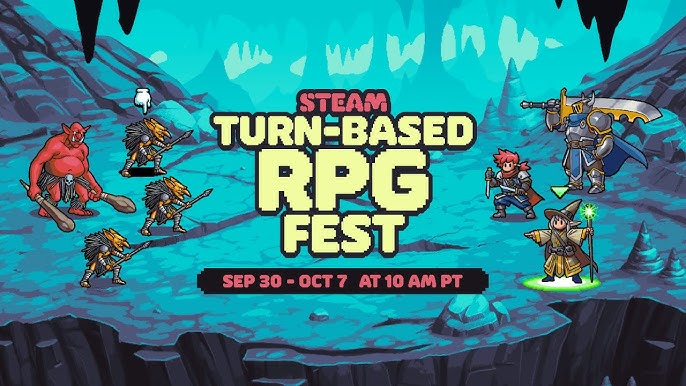 STEAM
TURN-BASED
RPG
FEST
SEP 30 - OCT 7 AT 10 AM PT